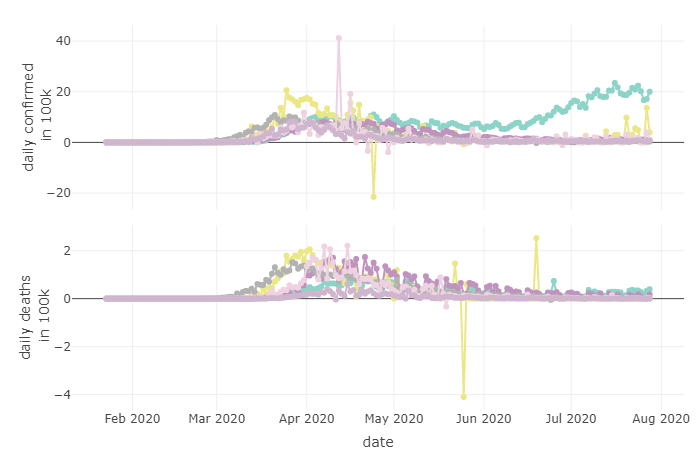 40
20
0
−20
daily confirmed
in 100k
2
0
−2
−4
daily deaths
in 100k
Feb 2020 Mar 2020 Apr 2020 May 2020 Jun 2020 Jul 2020 Aug 2020
date